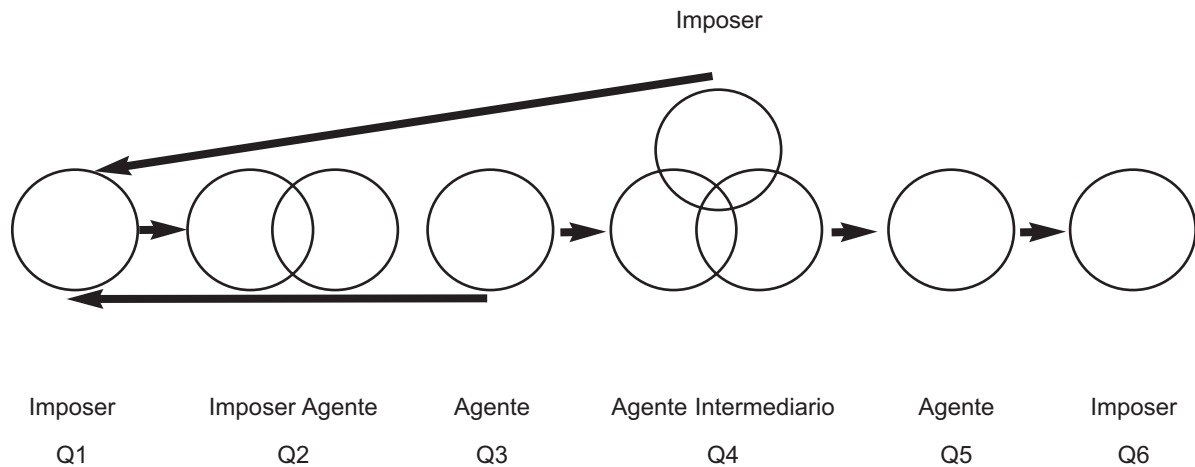 Imposer
Imposer Imposer Agente Agente Agente Intermediario Agente Imposer
Q1 Q2 Q3 Q4 Q5 Q6